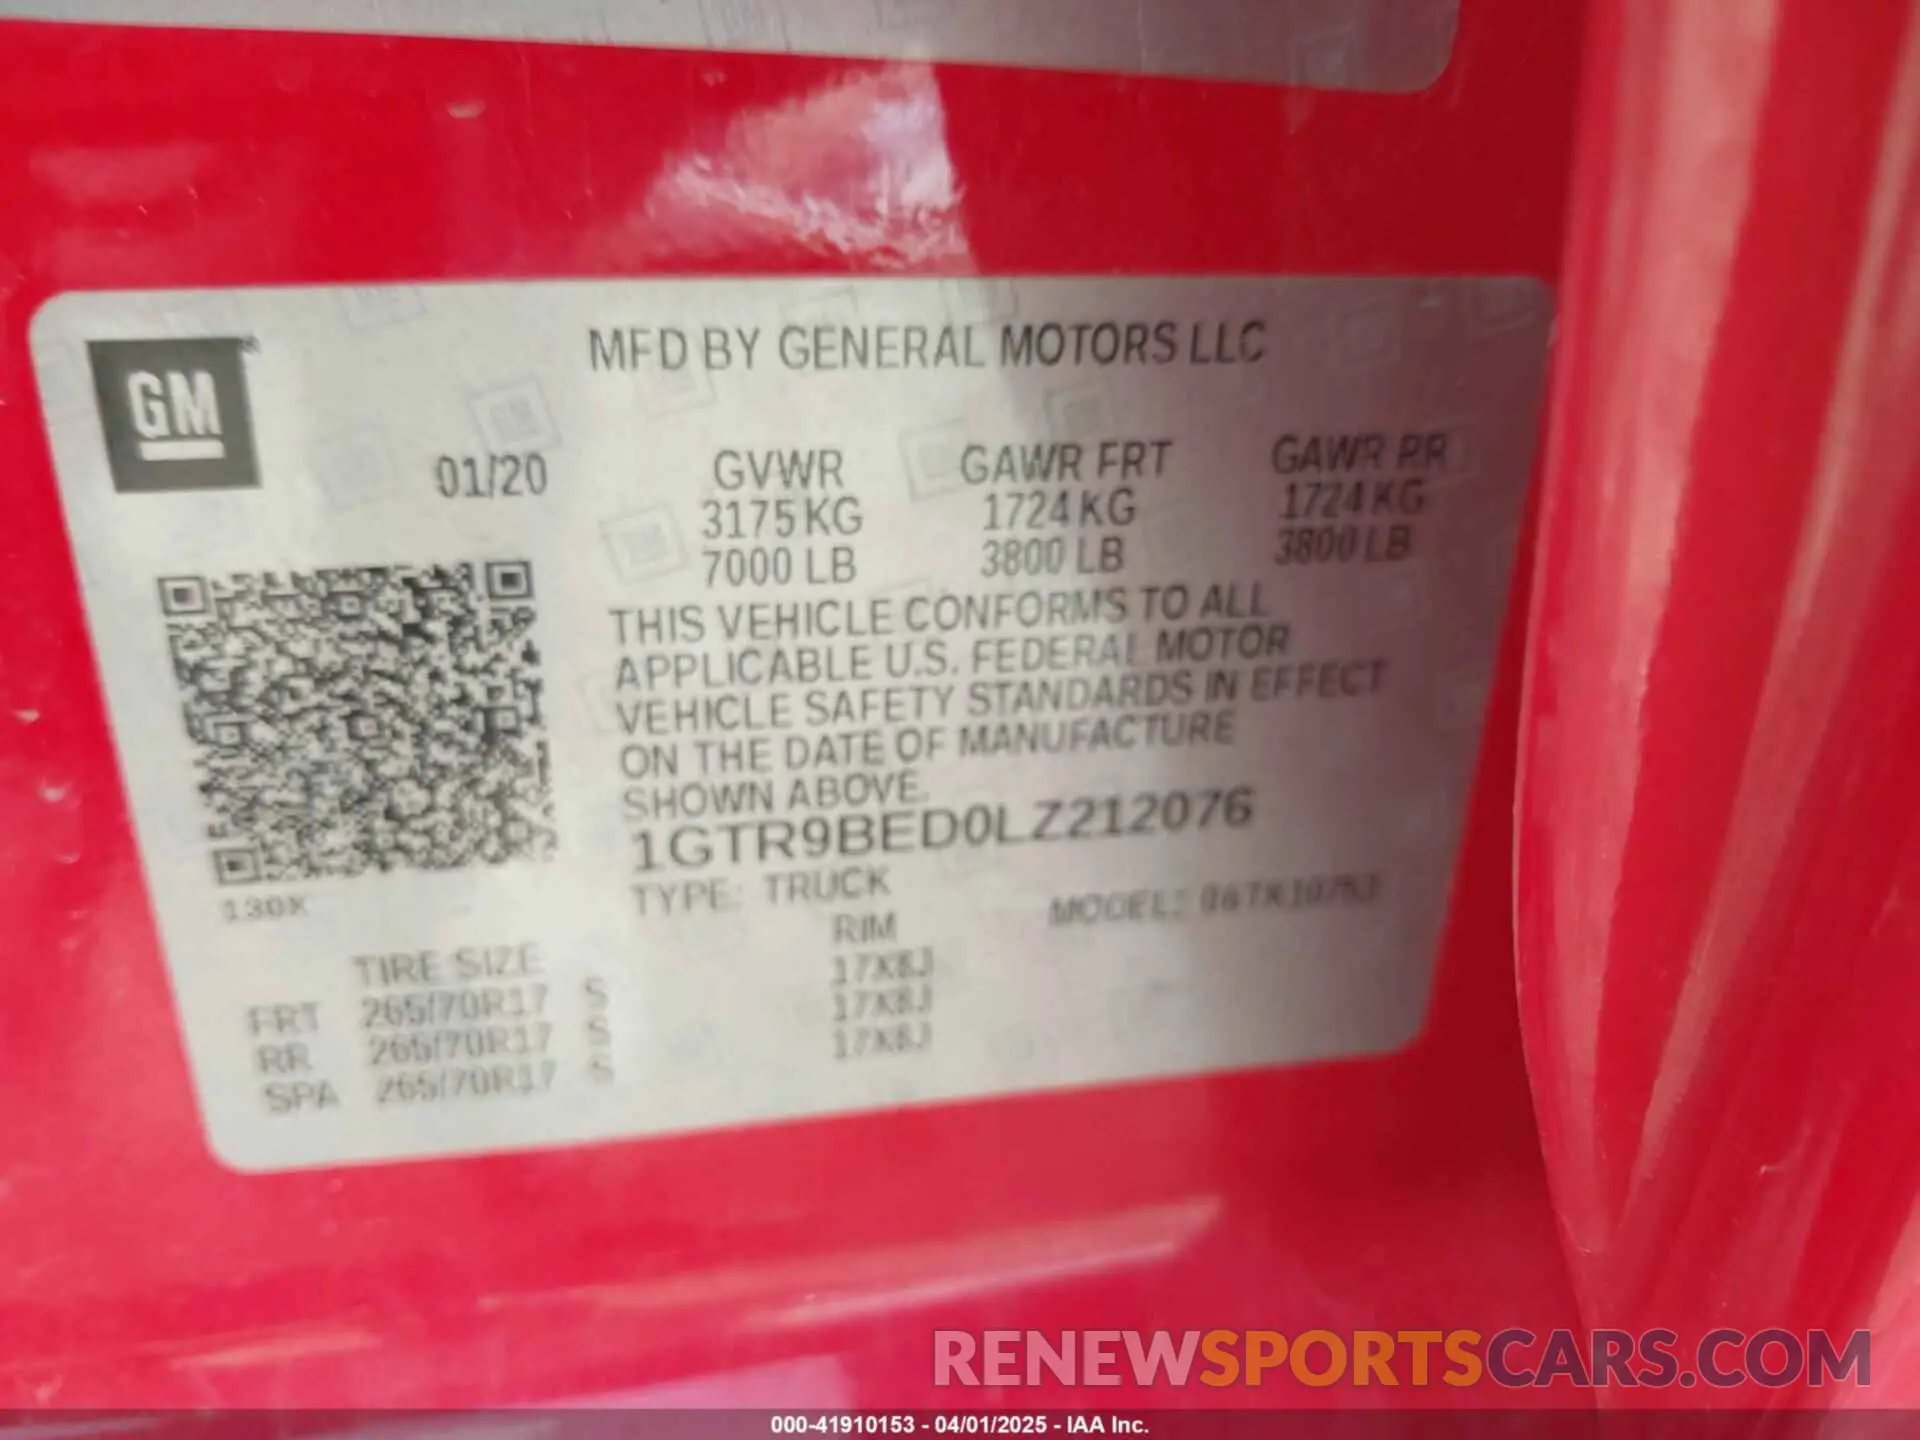 GM
MFD BY GENERAL MOTORS LLC
01/20
GVWR GAWR FRT GAWR RR
3175 KG 1724 KG 1724 KG
7000 LB 3800 LB 3800 LB
THIS VEHICLE CONFORMS TO ALL
APPLICABLE U.S. FEDERAL MOTOR
VEHICLE SAFETY STANDARDS IN EFFECT
ON THE DATE OF MANUFACTURE
SHOWN ABOVE.
1GTR9BED0LZ212076
130X
TYPE: TRUCK MODEL:
TIRE SIZE RIM
FRT 265/70R17 S 17X8J
RR 265/70R17 S 17X8J
SPA 265/70R17 S 17X8J
RENEWSPORTSCARS.COM
000-41910153 - 04/01/2025 - IAA Inc.